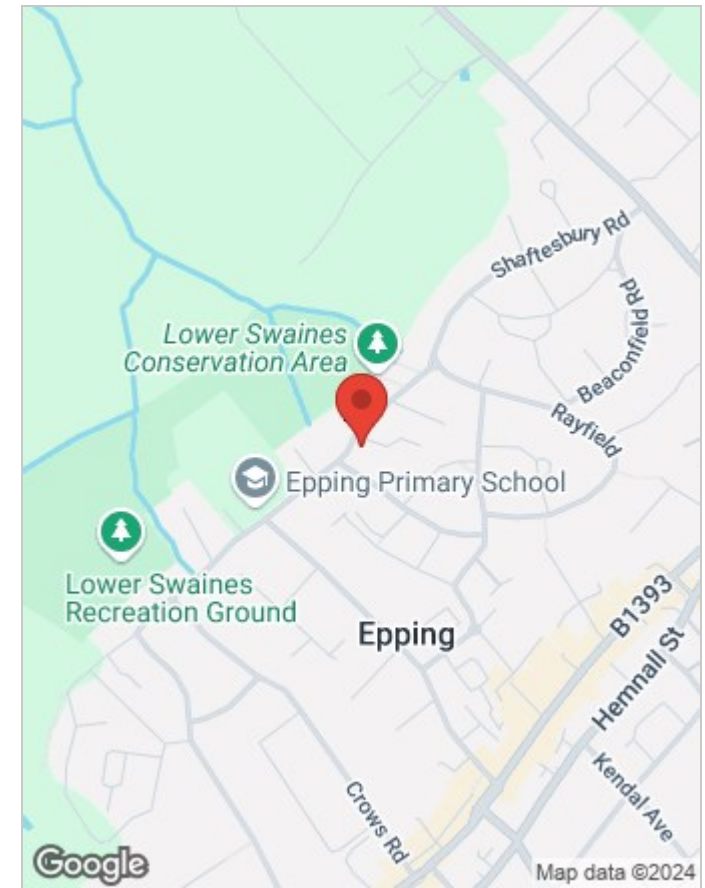 Shaftesbury Rd
Beaconfield Rd
Lower Swaines
Conservation Area
Rayfield
Epping Primary School
Lower Swaines
Recreation Ground
Epping
B1393
Hemnall St
Kendal Ave
Crows Rd
Google
Map data ©2024